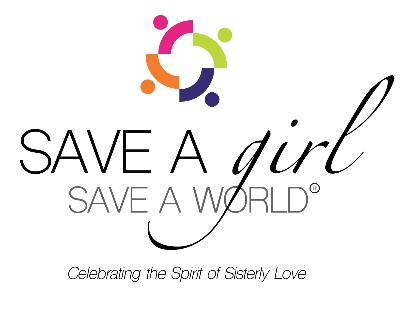 SAVE A girl
SAVE A WORLD®
Celebrating the Spirit of Sisterly Love